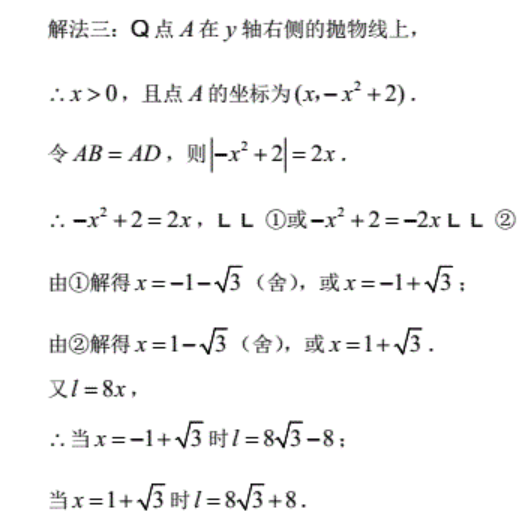 解法三：Q点A在y轴右侧的抛物线上，
∴x>0，且点A的坐标为(x,-x²+2)．
令AB=AD，则|-x²+2|=2x．
∴-x²+2=2x，L L ①或-x²+2=-2x L L ②
由①解得x=-1-√3（舍），或x=-1+√3；
由②解得x=1-√3（舍），或x=1+√3．
又l=8x，
∴当x=-1+√3时l=8√3-8；
当x=1+√3时l=8√3+8．